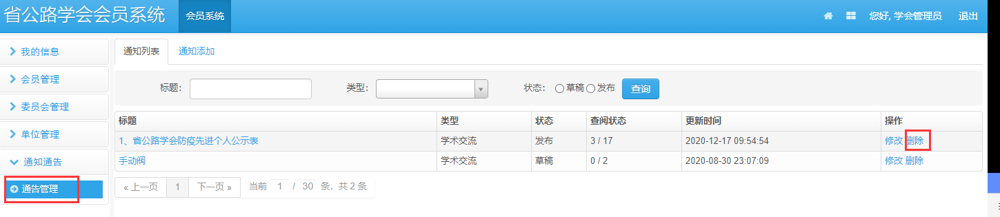 省公路学会会员系统 会员系统 您好, 学会管理员 退出
我的信息
会员管理
委员会管理
单位管理
通知通告
通告管理
通知列表 通知添加
标题： 类型： 状态： 草稿 发布 查询
标题 类型 状态 查阅状态 更新时间 操作
1、省公路学会防疫先进个人公示表 学术交流 发布 3 / 17 2020-12-17 09:54:54 修改 删除
手动阀 学术交流 草稿 0 / 2 2020-08-30 23:07:09 修改 删除
« 上一页 1 下一页 » 当前 1 / 30 条，共 2 条